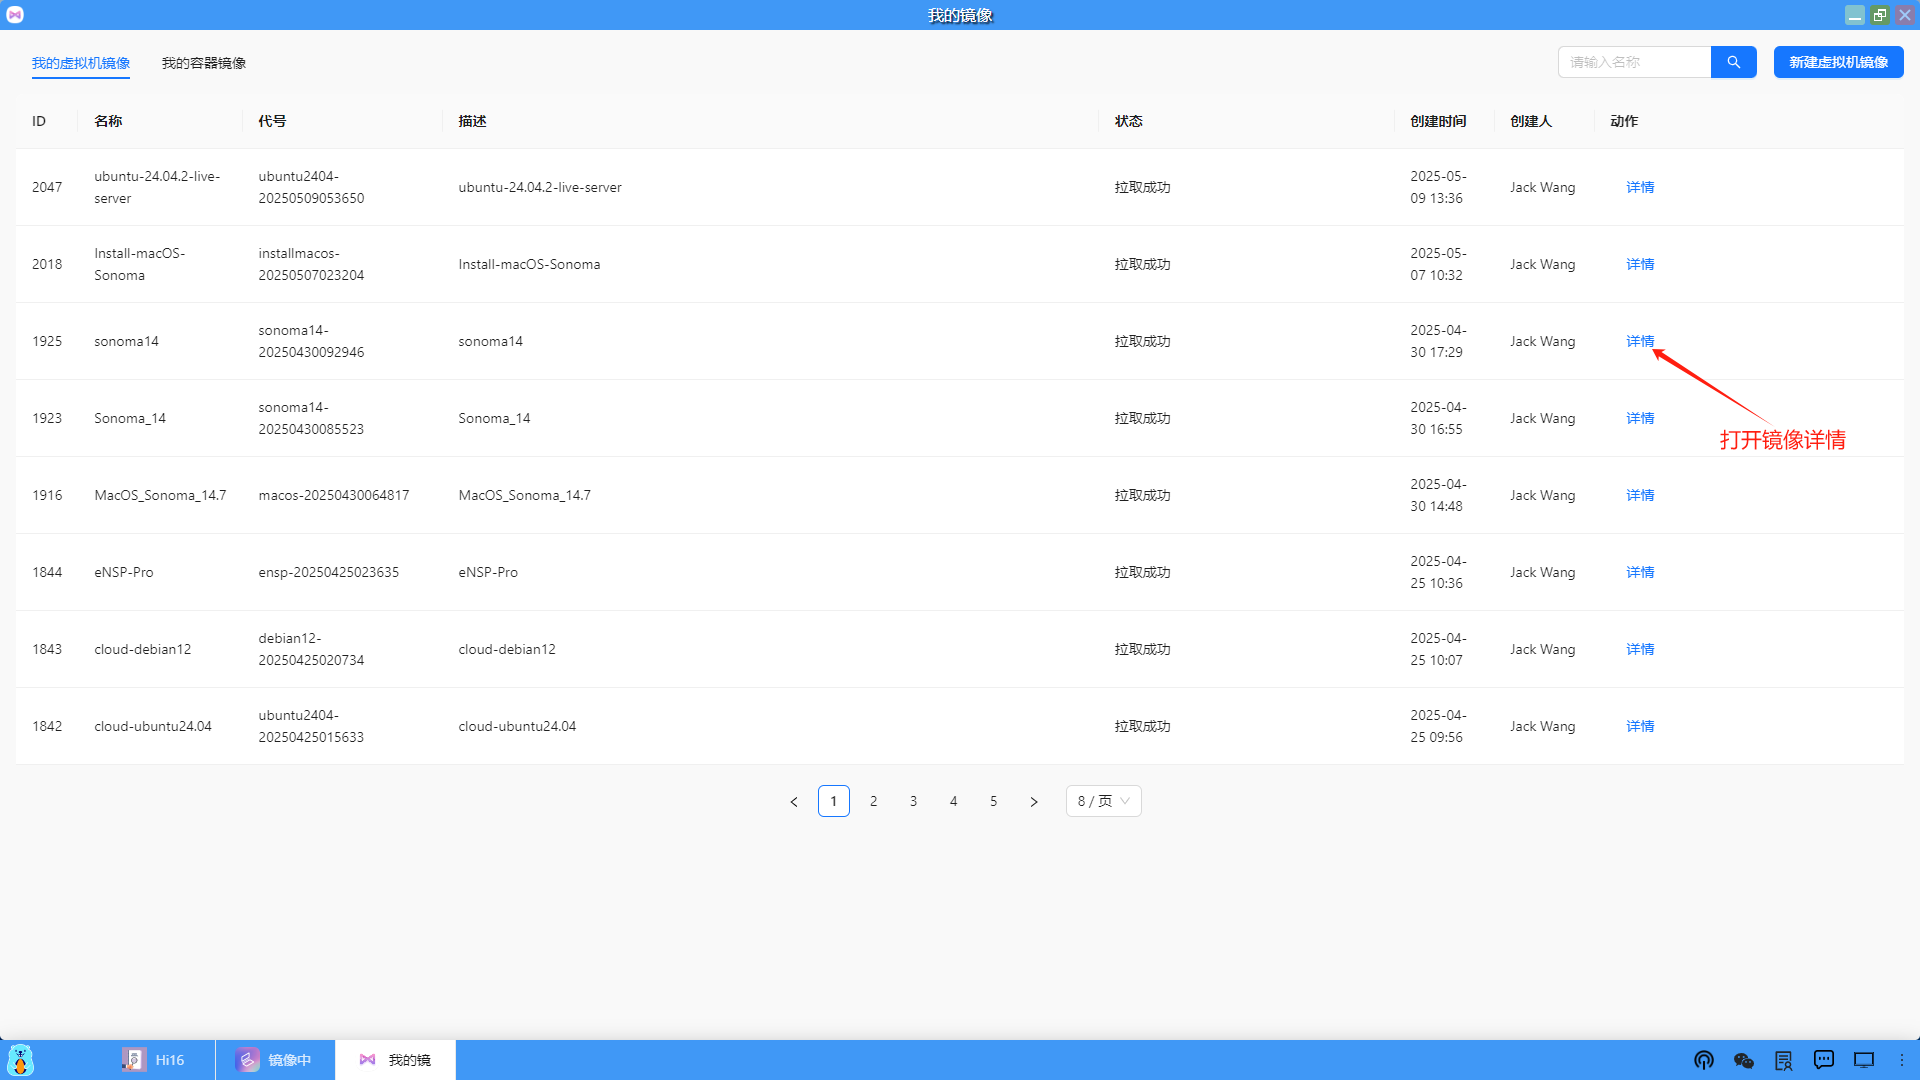 我的镜像
我的虚拟机镜像 我的容器镜像 请输入名称 新建虚拟机镜像
ID 名称 代号 描述 状态 创建时间 创建人 动作
2047 ubuntu-24.04.2-live-server ubuntu2404-20250509053650 ubuntu-24.04.2-live-server 拉取成功 2025-05-09 13:36 Jack Wang 详情
2018 Install-macOS-Sonoma installmacos-20250507023204 Install-macOS-Sonoma 拉取成功 2025-05-07 10:32 Jack Wang 详情
1925 sonoma14 sonoma14-20250430092946 sonoma14 拉取成功 2025-04-30 17:29 Jack Wang 详情
1923 Sonoma_14 sonoma14-20250430085523 Sonoma_14 拉取成功 2025-04-30 16:55 Jack Wang 详情
打开镜像详情
1916 MacOS_Sonoma_14.7 macos-20250430064817 MacOS_Sonoma_14.7 拉取成功 2025-04-30 14:48 Jack Wang 详情
1844 eNSP-Pro ensp-20250425023635 eNSP-Pro 拉取成功 2025-04-25 10:36 Jack Wang 详情
1843 cloud-debian12 debian12-20250425020734 cloud-debian12 拉取成功 2025-04-25 10:07 Jack Wang 详情
1842 cloud-ubuntu24.04 ubuntu2404-20250425015633 cloud-ubuntu24.04 拉取成功 2025-04-25 09:56 Jack Wang 详情
1 2 3 4 5 8 / 页
Hi16 镜像中 我的镜